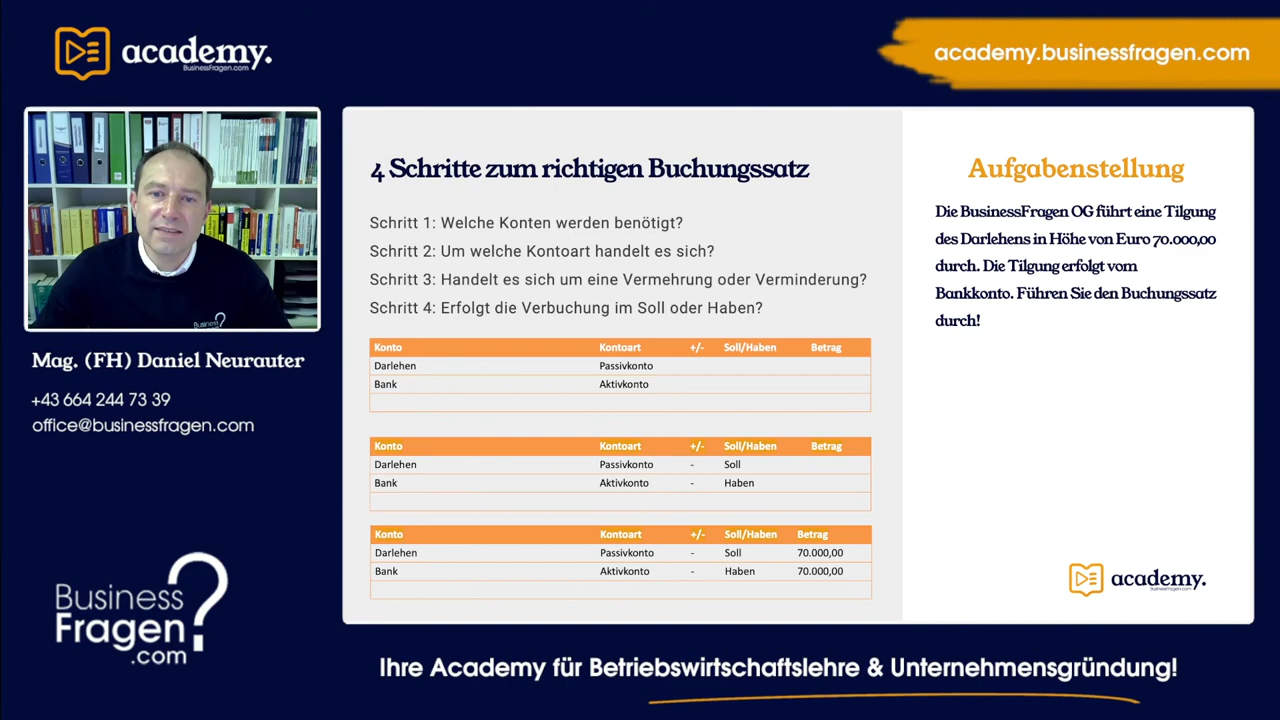 academy.
BusinessFragen.com
academy.businessfragen.com
Mag. (FH) Daniel Neurauter
+43 664 244 73 39
office@businessfragen.com
Business
Fragen
.com
?
Business
?
4 Schritte zum richtigen Buchungssatz
Schritt 1: Welche Konten werden benötigt?
Schritt 2: Um welche Kontoart handelt es sich?
Schritt 3: Handelt es sich um eine Vermehrung oder Verminderung?
Schritt 4: Erfolgt die Verbuchung im Soll oder Haben?
Konto Kontoart +/- Soll/Haben Betrag
Darlehen Passivkonto
Bank Aktivkonto
Konto Kontoart +/- Soll/Haben Betrag
Darlehen Passivkonto - Soll
Bank Aktivkonto - Haben
Konto Kontoart +/- Soll/Haben Betrag
Darlehen Passivkonto - Soll 70.000,00
Bank Aktivkonto - Haben 70.000,00
Aufgabenstellung
Die BusinessFragen OG führt eine Tilgung
des Darlehens in Höhe von Euro 70.000,00
durch. Die Tilgung erfolgt vom
Bankkonto. Führen Sie den Buchungssatz
durch!
academy.
BusinessFragen.com
Ihre Academy für Betriebswirtschaftslehre & Unternehmensgründung!